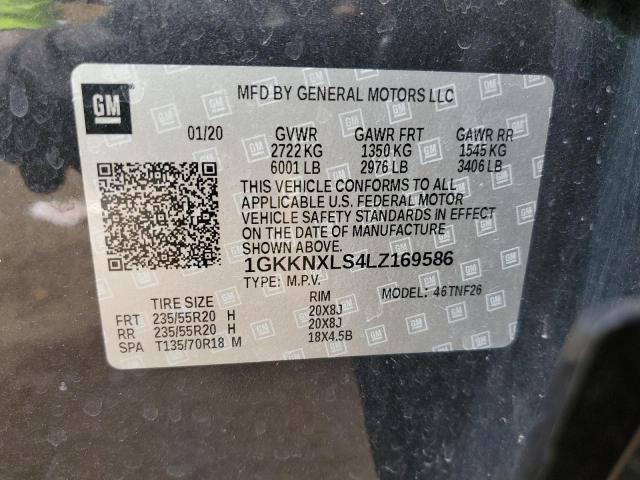 GM
MFD BY GENERAL MOTORS LLC
01/20 GVWR GAWR FRT GAWR RR
2722 KG 1350 KG 1545 KG
6001 LB 2976 LB 3406 LB
THIS VEHICLE CONFORMS TO ALL
APPLICABLE U.S. FEDERAL MOTOR
VEHICLE SAFETY STANDARDS IN EFFECT
ON THE DATE OF MANUFACTURE
SHOWN ABOVE.
1GKKNXLS4LZ169586
TYPE: M.P.V. MODEL: 46TNF26
TIRE SIZE RIM
FRT 235/55R20 H 20X8J
RR 235/55R20 H 20X8J
SPA T135/70R18 M 18X4.5B